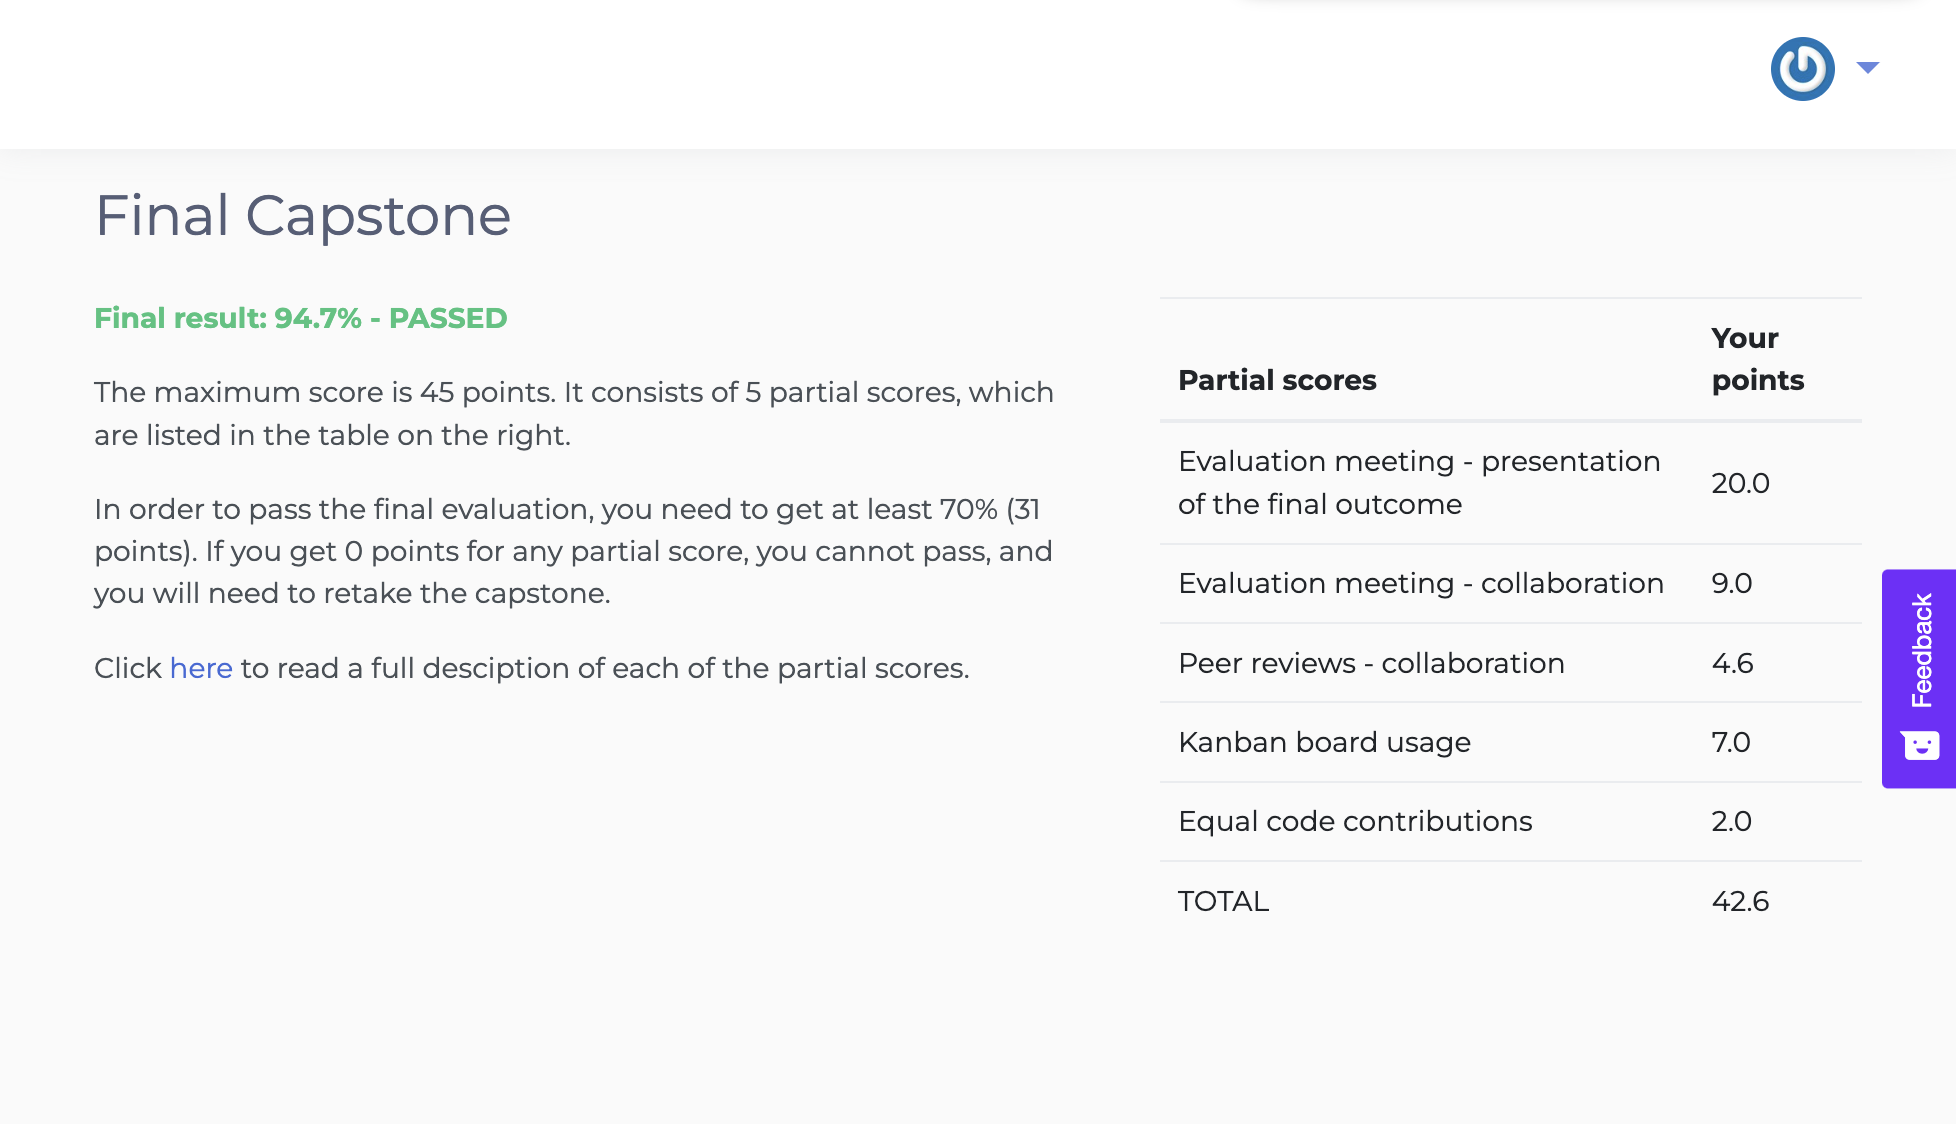 Final Capstone
Final result: 94.7% - PASSED
The maximum score is 45 points. It consists of 5 partial scores, which
are listed in the table on the right.
In order to pass the final evaluation, you need to get at least 70% (31
points). If you get 0 points for any partial score, you cannot pass, and
you will need to retake the capstone.
Click here to read a full desciption of each of the partial scores.
Partial scores
Your
points
Evaluation meeting - presentation
of the final outcome
20.0
Evaluation meeting - collaboration
9.0
Peer reviews - collaboration
4.6
Kanban board usage
7.0
Equal code contributions
2.0
TOTAL
42.6
Feedback